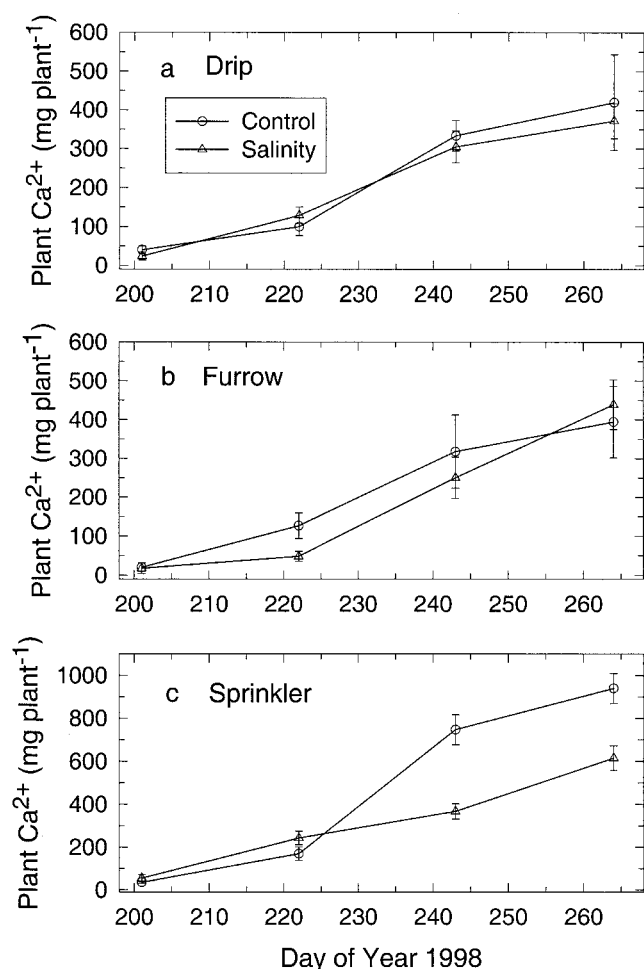 600
500
400
300
200
100
0
Plant Ca2+ (mg plant-1)
a Drip
Control
Salinity
200 210 220 230 240 250 260
600
500
400
300
200
100
0
Plant Ca2+ (mg plant-1)
b Furrow
200 210 220 230 240 250 260
1000
800
600
400
200
0
Plant Ca2+ (mg plant-1)
c Sprinkler
200 210 220 230 240 250 260
Day of Year 1998